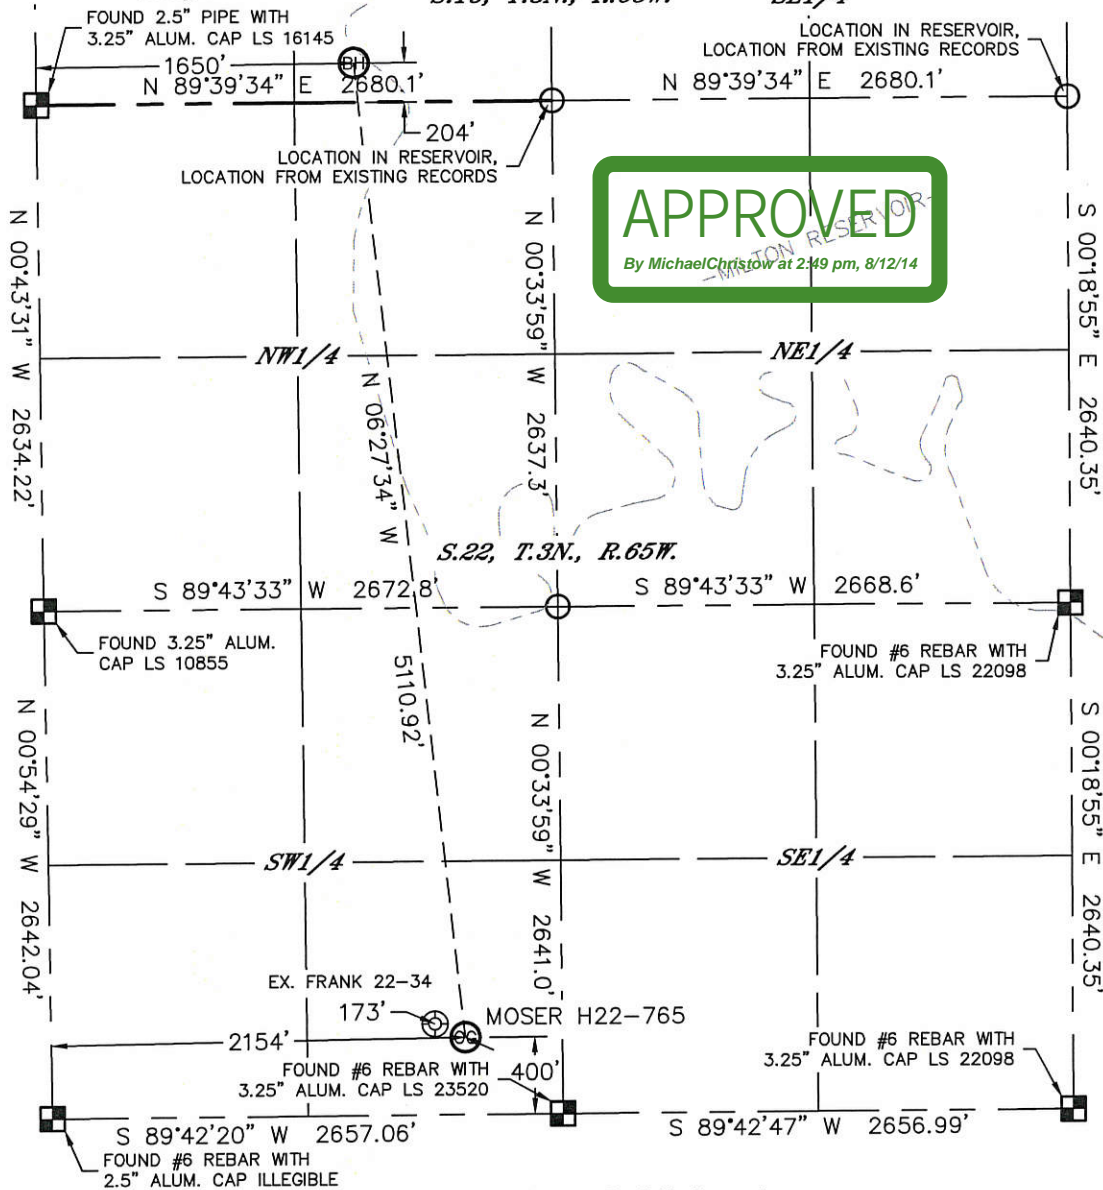 FOUND 2.5" PIPE WITH
3.25" ALUM. CAP LS 16145
LOCATION IN RESERVOIR,
LOCATION FROM EXISTING RECORDS
1650'
BH
N 89°39'34" E 2680.1'
N 89°39'34" E 2680.1'
204'
LOCATION IN RESERVOIR,
LOCATION FROM EXISTING RECORDS
APPROVED
By MichaelChristow at 2:49 pm, 8/12/14
-MILTON RESERVOIR-
N 00°43'31" W 2634.22'
N 00°33'59" W 2637.3'
S 00°18'55" E 2640.35'
NW1/4
NE1/4
N 06°27'34" W
5110.92'
S.22, T.3N., R.65W.
S 89°43'33" W 2672.8'
S 89°43'33" W 2668.6'
FOUND 3.25" ALUM.
CAP LS 10855
FOUND #6 REBAR WITH
3.25" ALUM. CAP LS 22098
N 00°54'29" W 2642.04'
N 00°33'59" W 2641.0'
S 00°18'55" E 2640.35'
SW1/4
SE1/4
EX. FRANK 22-34
173'
MOSER H22-765
2154'
400'
FOUND #6 REBAR WITH
3.25" ALUM. CAP LS 23520
FOUND #6 REBAR WITH
3.25" ALUM. CAP LS 22098
S 89°42'20" W 2657.06'
S 89°42'47" W 2656.99'
FOUND #6 REBAR WITH
2.5" ALUM. CAP ILLEGIBLE